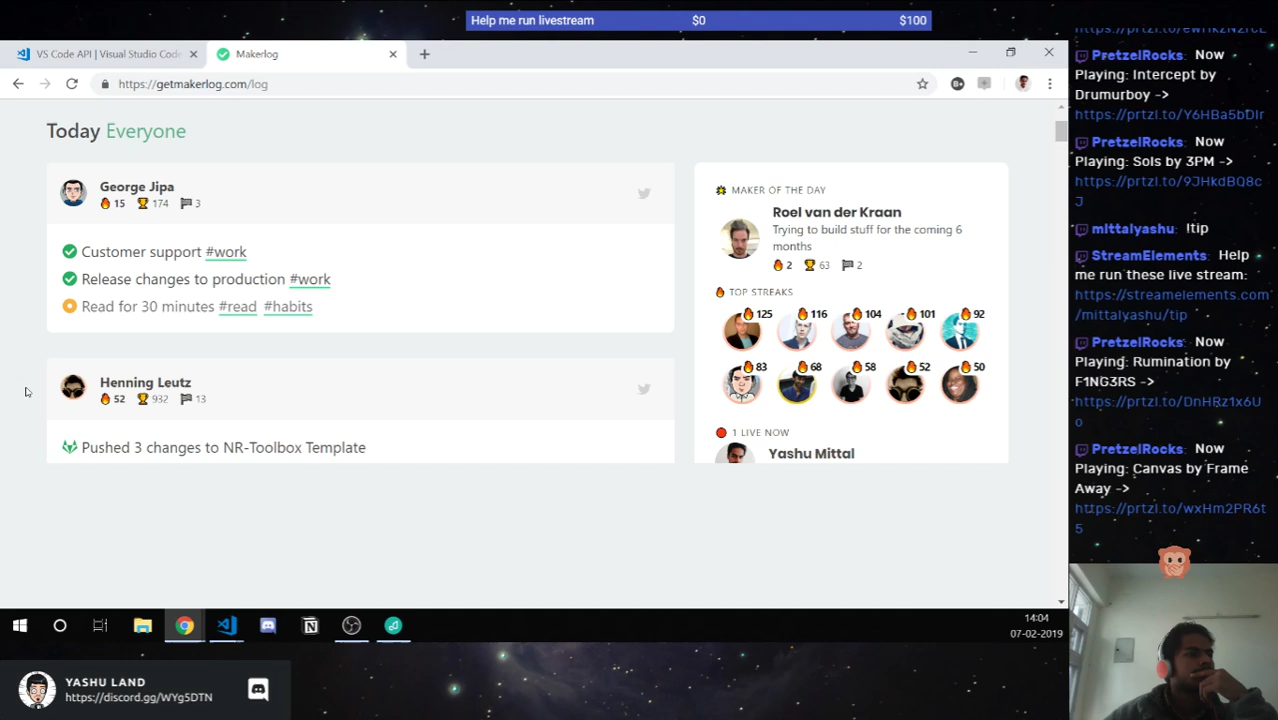 Help me run livestream $0 $100
VS Code API | Visual Studio Code
Makerlog
https://getmakerlog.com/log
Today Everyone
George Jipa
15 174 3
Customer support #work
Release changes to production #work
Read for 30 minutes #read #habits
Henning Leutz
52 932 13
Pushed 3 changes to NR-Toolbox Template
MAKER OF THE DAY
Roel van der Kraan
Trying to build stuff for the coming 6
months
2 63 2
TOP STREAKS
125 116 104 101 92
83 68 58 52 50
1 LIVE NOW
Yashu Mittal
PretzelRocks: Now
Playing: Intercept by
Drumurboy ->
https://prtzl.to/Y6HBa5bDIr
PretzelRocks: Now
Playing: Sols by 3PM ->
https://prtzl.to/9JHkdBQ8c
J
mittalyashu: !tip
StreamElements: Help
me run these live stream:
https://streamelements.com
/mittalyashu/tip
PretzelRocks: Now
Playing: Rumination by
F1NG3RS ->
https://prtzl.to/DnHRz1x6U
o
PretzelRocks: Now
Playing: Canvas by Frame
Away ->
https://prtzl.to/wxHm2PR6t
5
14:04
07-02-2019
YASHU LAND
https://discord.gg/WYg5DTN